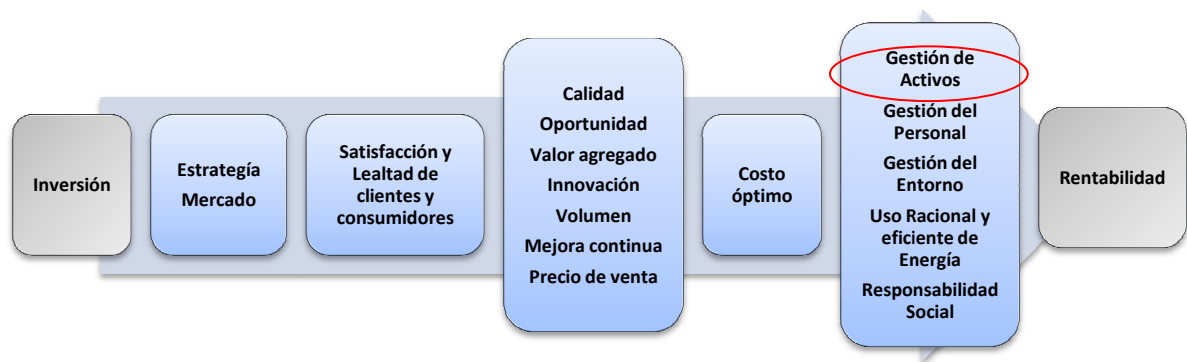 Inversión
Estrategía
Mercado
Satisfacción y
Lealtad de
clientes y
consumidores
Calidad
Oportunidad
Valor agregado
Innovación
Volumen
Mejora continua
Precio de venta
Costo
óptimo
Gestión de
Activos
Gestión del
Personal
Gestión del
Entorno
Uso Racional y
eficiente de
Energía
Responsabilidad
Social
Rentabilidad